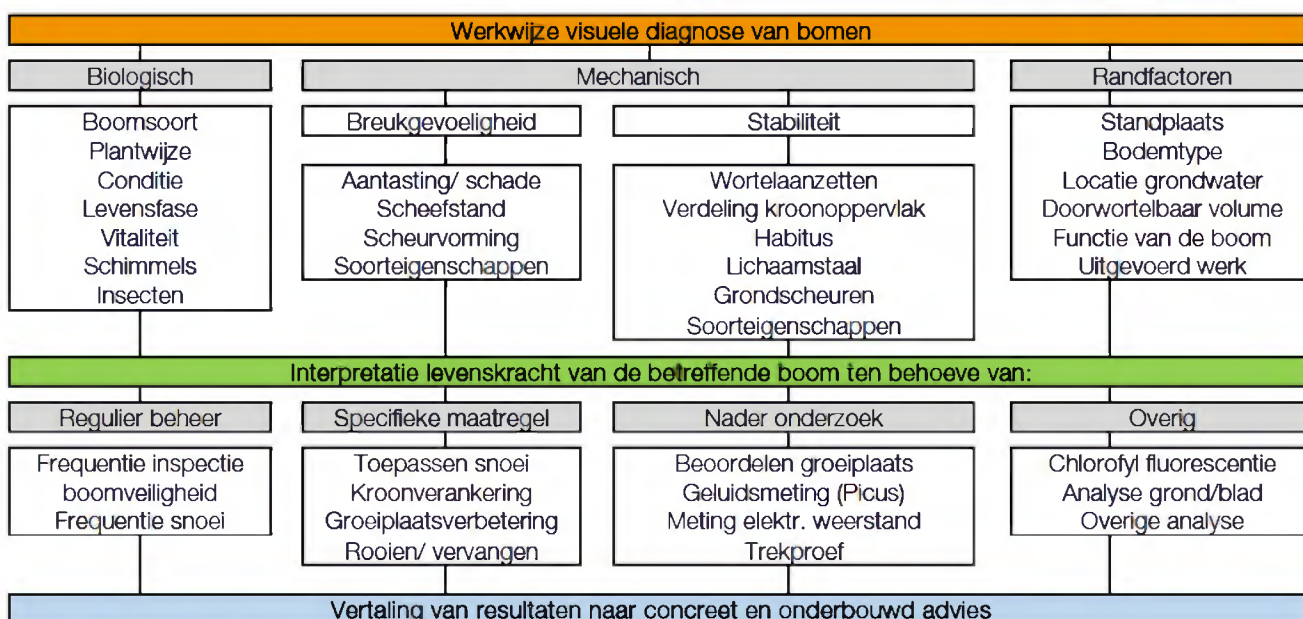 Werkwijze visuele diagnose van bomen
Biologisch
Mechanisch
Randfactoren
Boomsoort
Plantwijze
Conditie
Levensfase
Vitaliteit
Schimmels
Insecten
Breukgevoeligheid
Aantasting/ schade
Scheefstand
Scheurvorming
Soorteigenschappen
Stabiliteit
Wortelaanzetten
Verdeling kroonoppervlak
Habitus
Lichaamstaal
Grondscheuren
Soorteigenschappen
Standplaats
Bodemtype
Locatie grondwater
Doorwortelbaar volume
Functie van de boom
Uitgevoerd werk
Interpretatie levenskracht van de betreffende boom ten behoeve van:
Regulier beheer
Specifieke maatregel
Nader onderzoek
Overig
Frequentie inspectie
boomveiligheid
Frequentie snoei
Toepassen snoei
Kroonverankering
Groeiplaatsverbetering
Rooien/ vervangen
Beoordelen groeiplaats
Geluidsmeting (Picus)
Meting elektr. weerstand
Trekproef
Chlorofyl fluorescentie
Analyse grond/blad
Overige analyse
Vertaling van resultaten naar concreet en onderbouwd advies